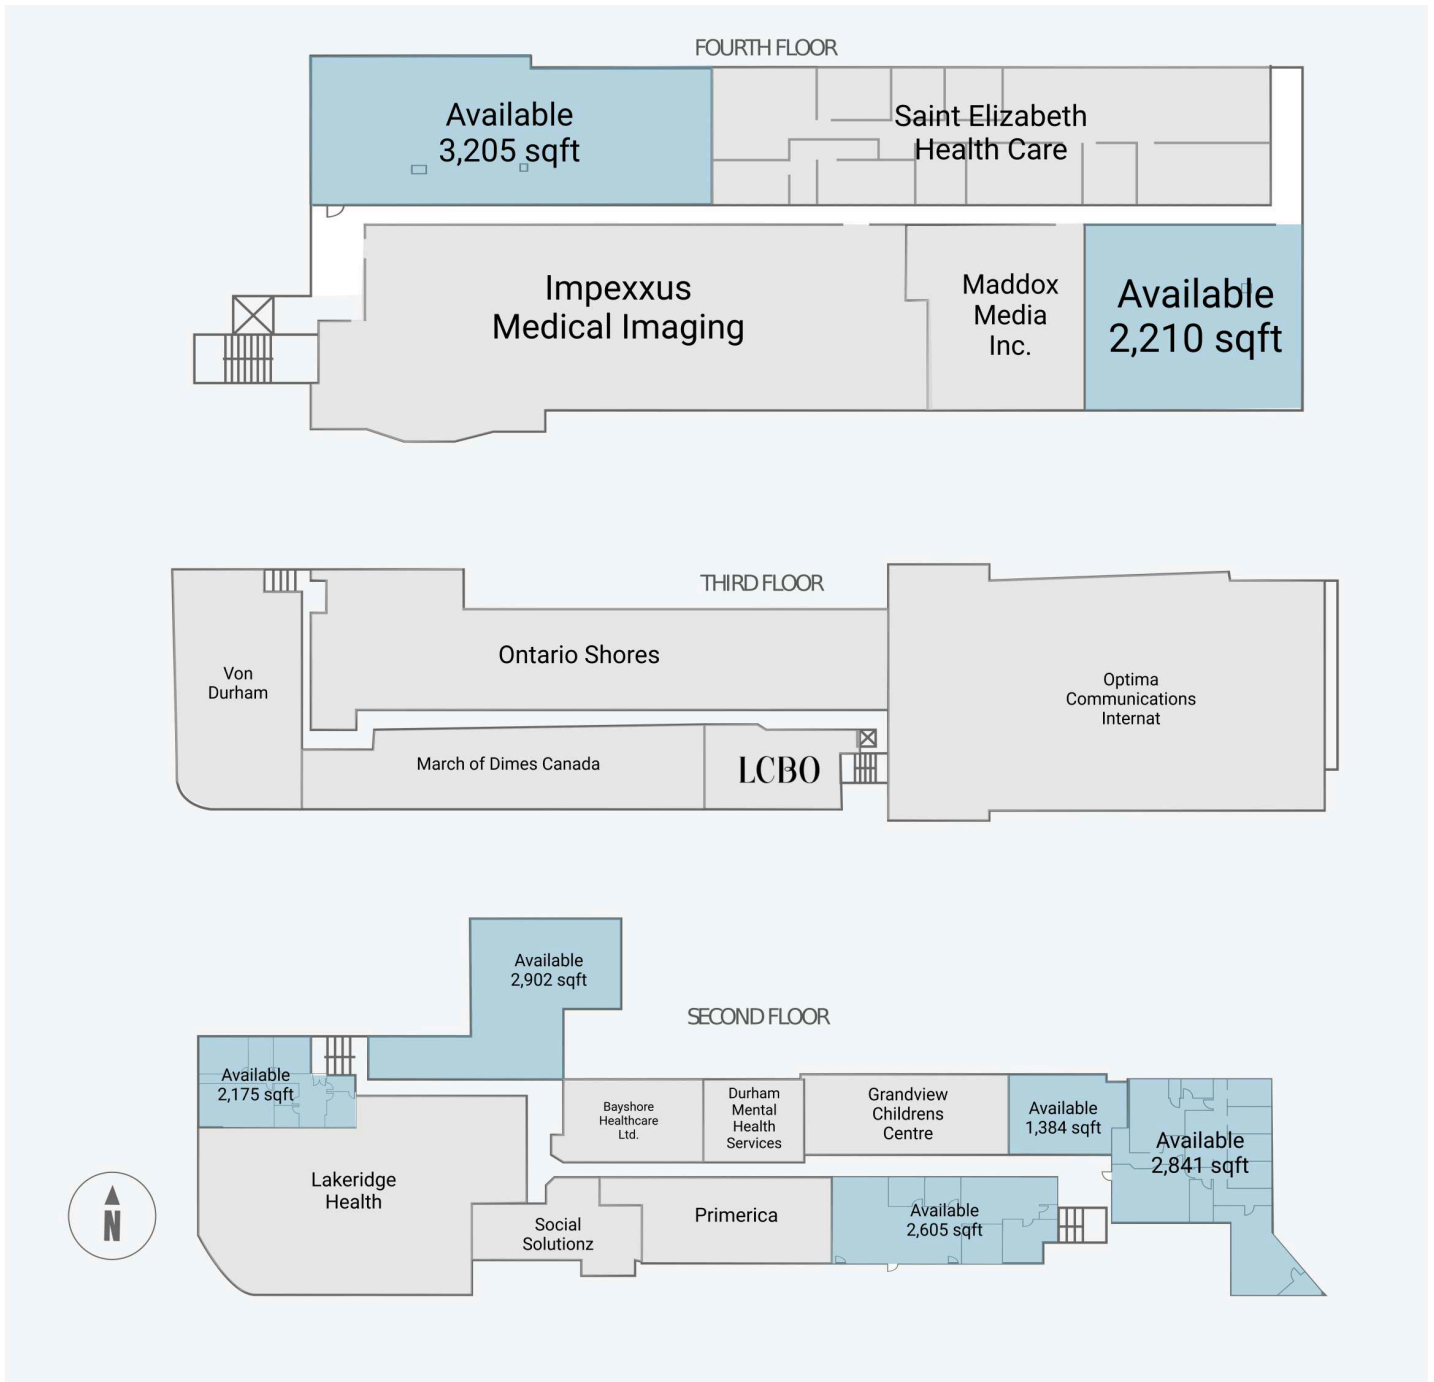 FOURTH FLOOR
Available
3,205 sqft
Saint Elizabeth
Health Care
Impexxus
Medical Imaging
Maddox
Media
Inc.
Available
2,210 sqft
THIRD FLOOR
Von
Durham
Ontario Shores
Optima
Communications
Internat
March of Dimes Canada
LCBO
Available
2,902 sqft
SECOND FLOOR
Available
2,175 sqft
Bayshore
Healthcare
Ltd.
Durham
Mental
Health
Services
Grandview
Childrens
Centre
Available
1,384 sqft
Available
2,841 sqft
Lakeridge
Health
Social
Solutionz
Primerica
Available
2,605 sqft
N